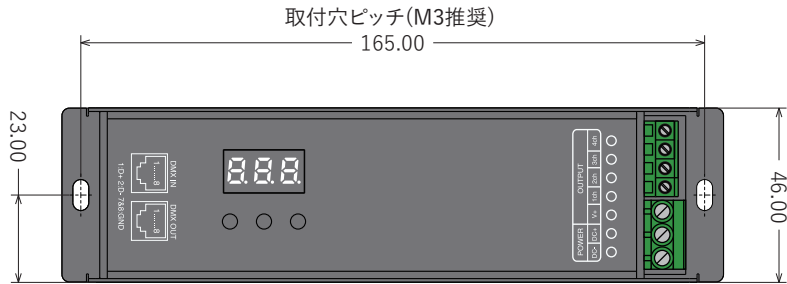 取付穴ピッチ(M3推奨)
165.00
23.00
46.00
DMX IN
1......8
1:D+ 2:D- 7&8:GND
DMX OUT
1......8
8.8.8.
OUTPUT
4ch
3ch
2ch
1ch
V+
POWER
DC+
DC-